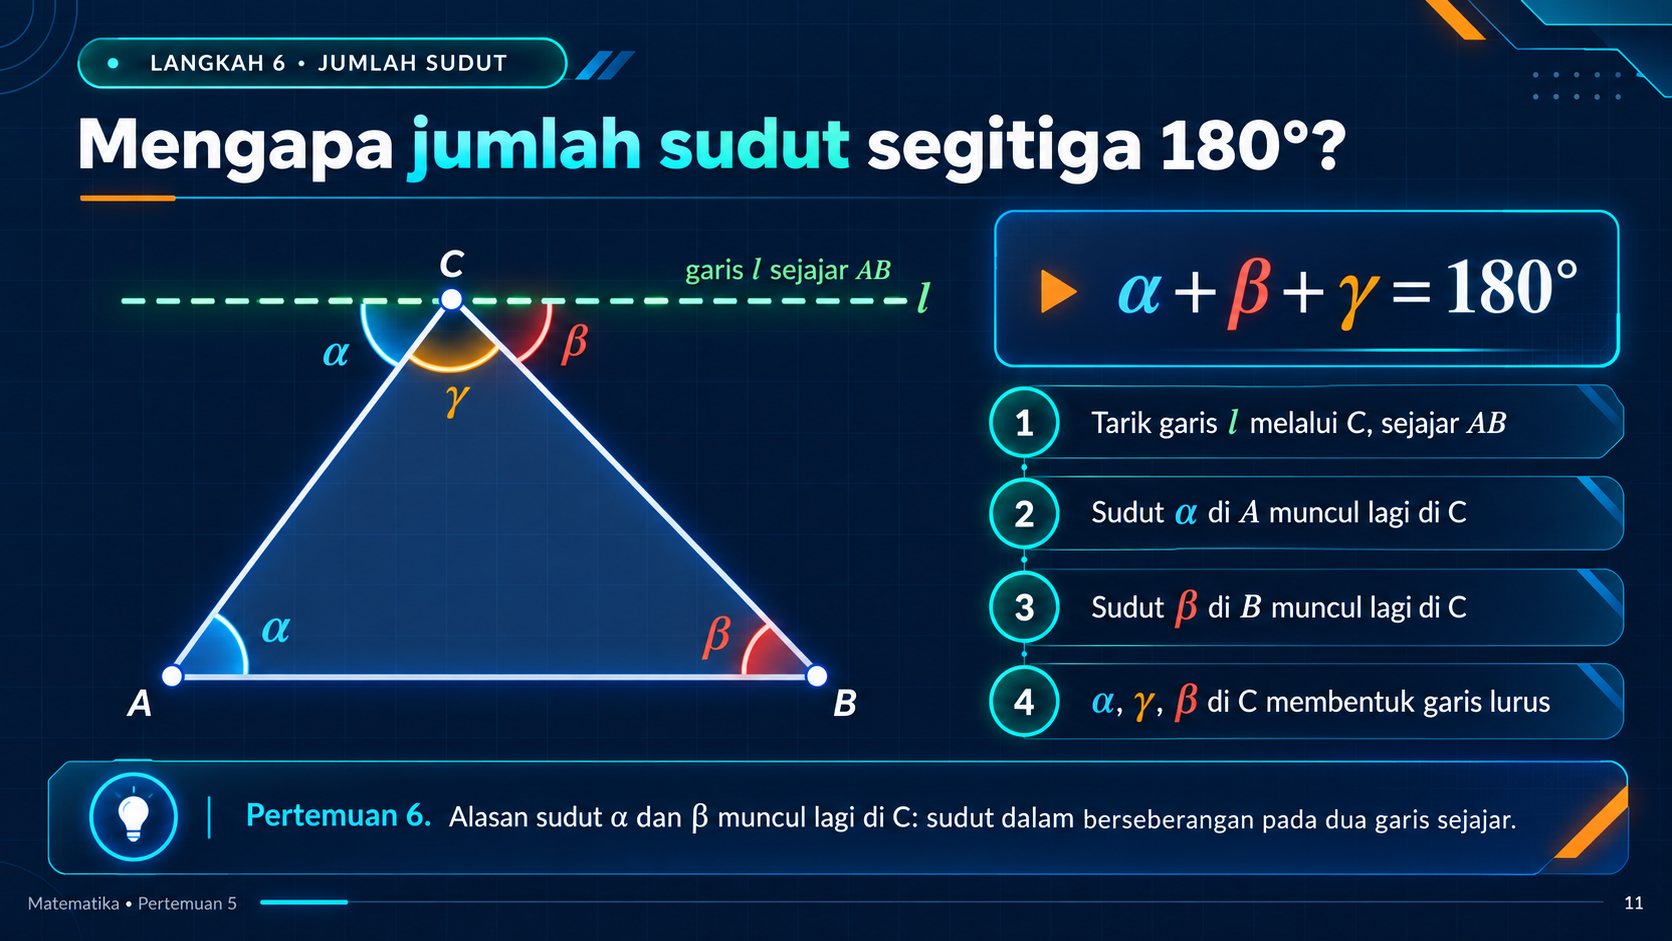 LANGKAH 6 • JUMLAH SUDUT
Mengapa jumlah sudut segitiga 180°?
C
garis l sejajar AB
l
α
β
γ
α
β
A
B
α + β + γ = 180°
1 Tarik garis l melalui C, sejajar AB
2 Sudut α di A muncul lagi di C
3 Sudut β di B muncul lagi di C
4 α, γ, β di C membentuk garis lurus
Pertemuan 6. Alasan sudut α dan β muncul lagi di C: sudut dalam berseberangan pada dua garis sejajar.
Matematika • Pertemuan 5
11